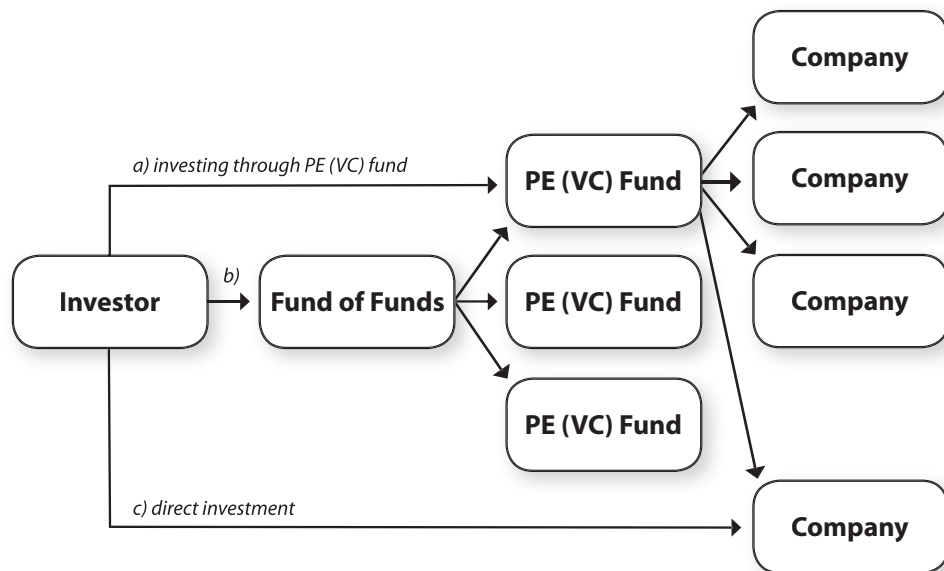 Company
a) investing through PE (VC) fund
PE (VC) Fund
Company
b)
Investor
Fund of Funds
PE (VC) Fund
Company
PE (VC) Fund
c) direct investment
Company